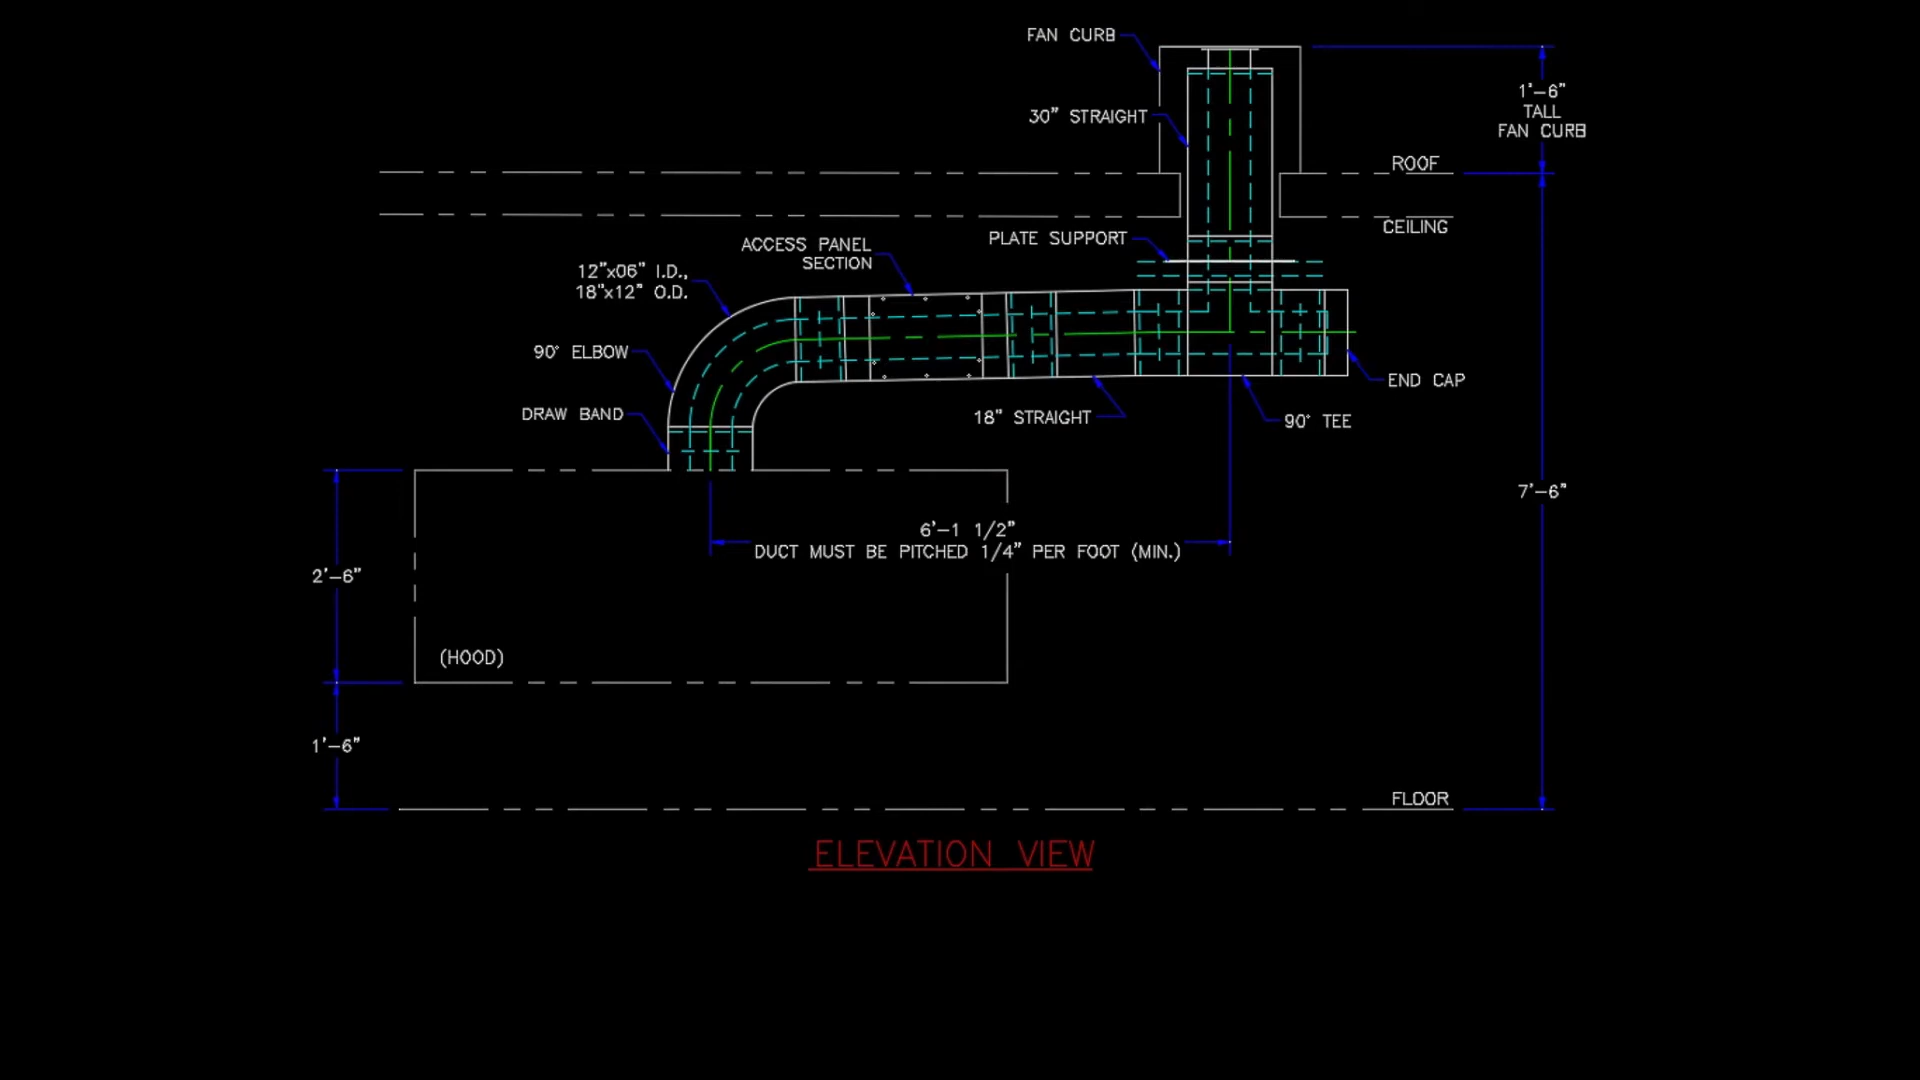 FAN CURB
30" STRAIGHT
1'-6"
TALL
FAN CURB
ROOF
CEILING
PLATE SUPPORT
ACCESS PANEL
SECTION
12"x06" I.D.,
18"x12" O.D.
90° ELBOW
DRAW BAND
18" STRAIGHT
END CAP
90° TEE
7'-6"
6'-1 1/2"
DUCT MUST BE PITCHED 1/4" PER FOOT (MIN.)
2'-6"
(HOOD)
1'-6"
FLOOR
ELEVATION VIEW